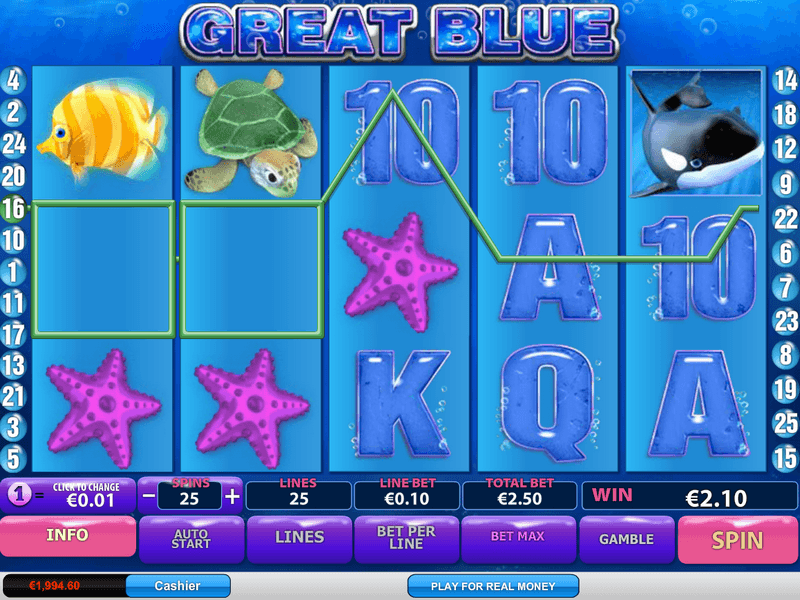 GREAT BLUE
4
2
24
20
16
10
1
11
17
13
21
3
5
10 10
A 10
K Q A
14
18
12
9
22
6
7
23
8
19
25
15
1 = CLICK TO CHANGE €0.01
SPINS
- 25 +
LINES
25
LINE BET
€0.10
TOTAL BET
€2.50
WIN €2.10
INFO
AUTO
START
LINES
BET PER
LINE
BET MAX
GAMBLE
SPIN
€1,994.60
Cashier
PLAY FOR REAL MONEY